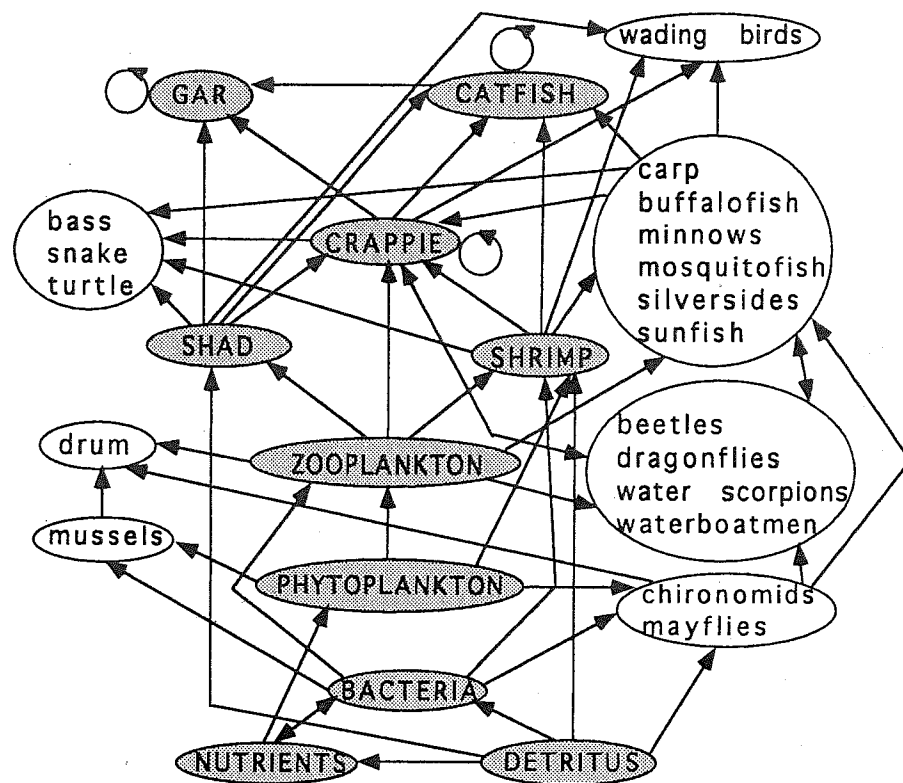 wading birds
GAR
CATFISH
carp
buffalofish
minnows
mosquitofish
silversides
sunfish
bass
snake
turtle
CRAPPIE
SHAD
SHRIMP
beetles
dragonflies
water scorpions
waterboatmen
drum
ZOOPLANKTON
mussels
PHYTOPLANKTON
chironomids
mayflies
BACTERIA
NUTRIENTS
DETRITUS